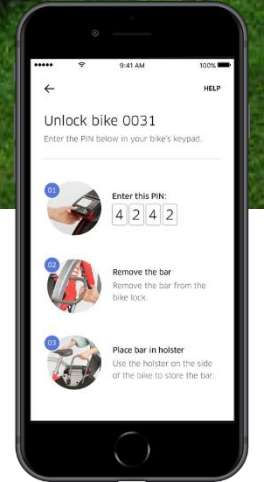 9:41 AM 100%
HELP
Unlock bike 0031
Enter the PIN below in your bike's keypad.
01
Enter this PIN:
4 2 4 2
02
Remove the bar
Remove the bar from the
bike lock.
03
Place bar in holster
Use the holster on the side
of the bike to store the bar.